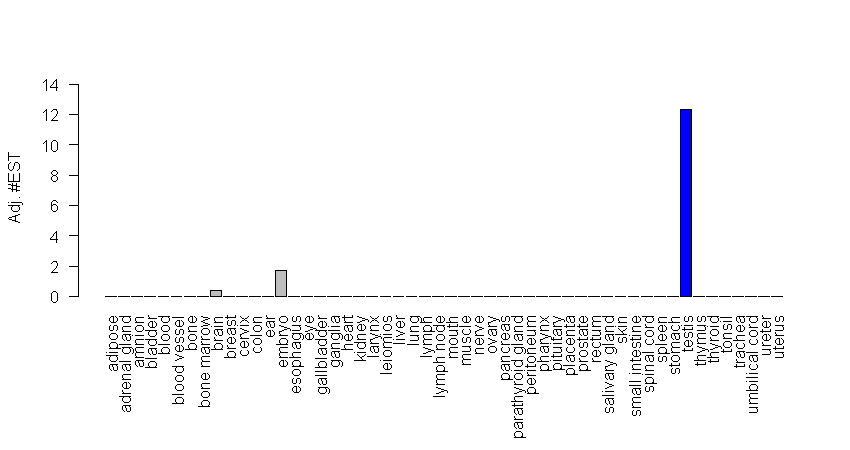 Adj. #EST
14
12
10
8
6
4
2
0
adipose
adrenal gland
amnion
bladder
blood
blood vessel
bone
bone marrow
brain
breast
cervix
colon
ear
embryo
esophagus
eye
gallbladder
ganglia
heart
kidney
larynx
leiomios
liver
lung
lymph
lymph node
mouth
muscle
nerve
ovary
pancreas
parathyroid gland
peritoneum
pharynx
pituitary
placenta
prostate
rectum
salivary gland
skin
small intestine
spinal cord
spleen
stomach
testis
thymus
thyroid
tonsil
trachea
umbilical cord
ureter
uterus